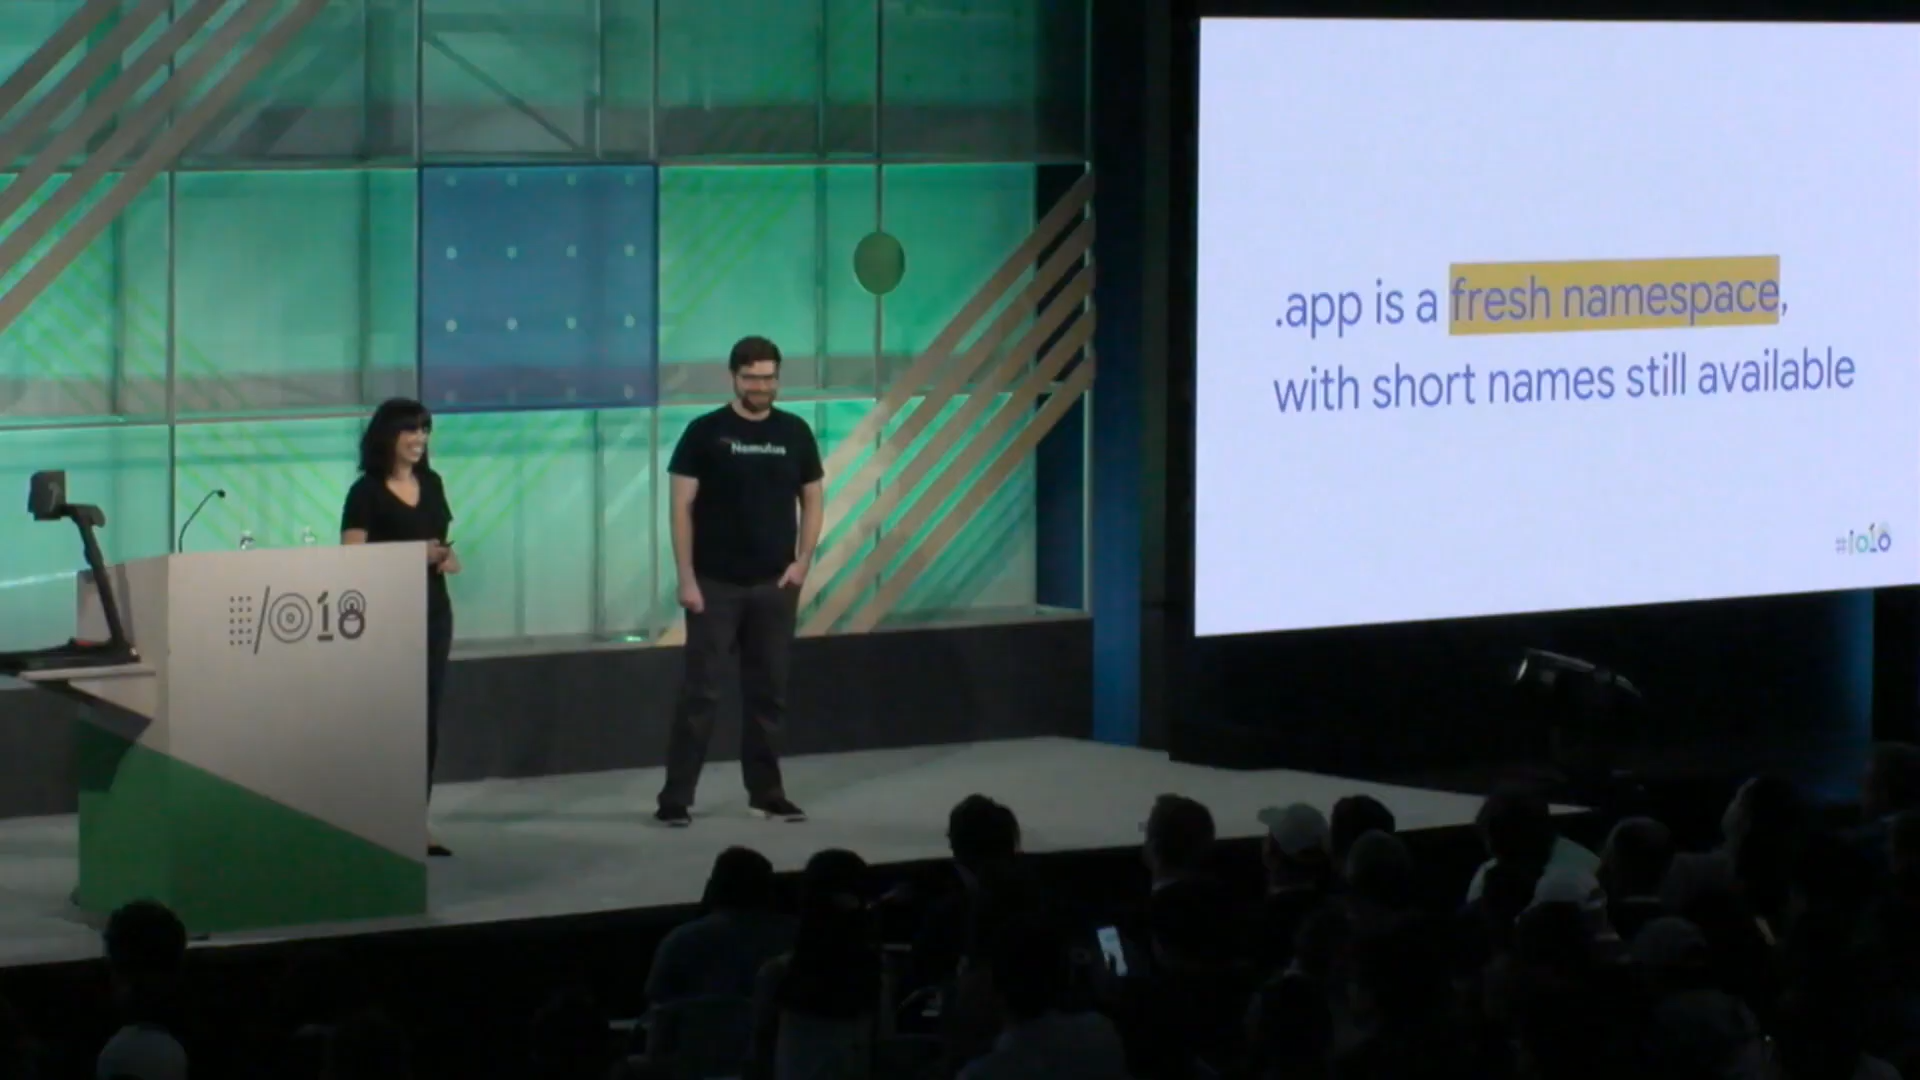 .app is a fresh namespace,
with short names still available
#io18
Nomulus
I/O18